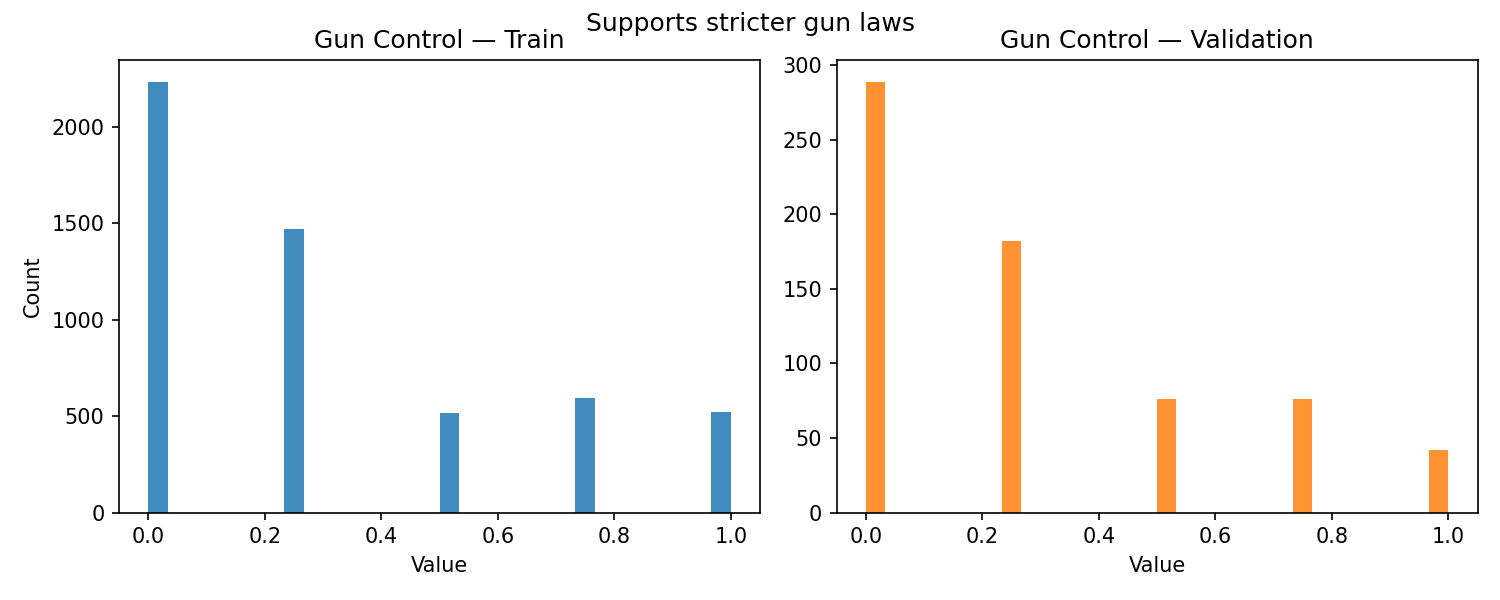 Supports stricter gun laws
Gun Control — Train
2000
1500
1000
500
0
Count
0.0 0.2 0.4 0.6 0.8 1.0
Value
Gun Control — Validation
300
250
200
150
100
50
0
0.0 0.2 0.4 0.6 0.8 1.0
Value